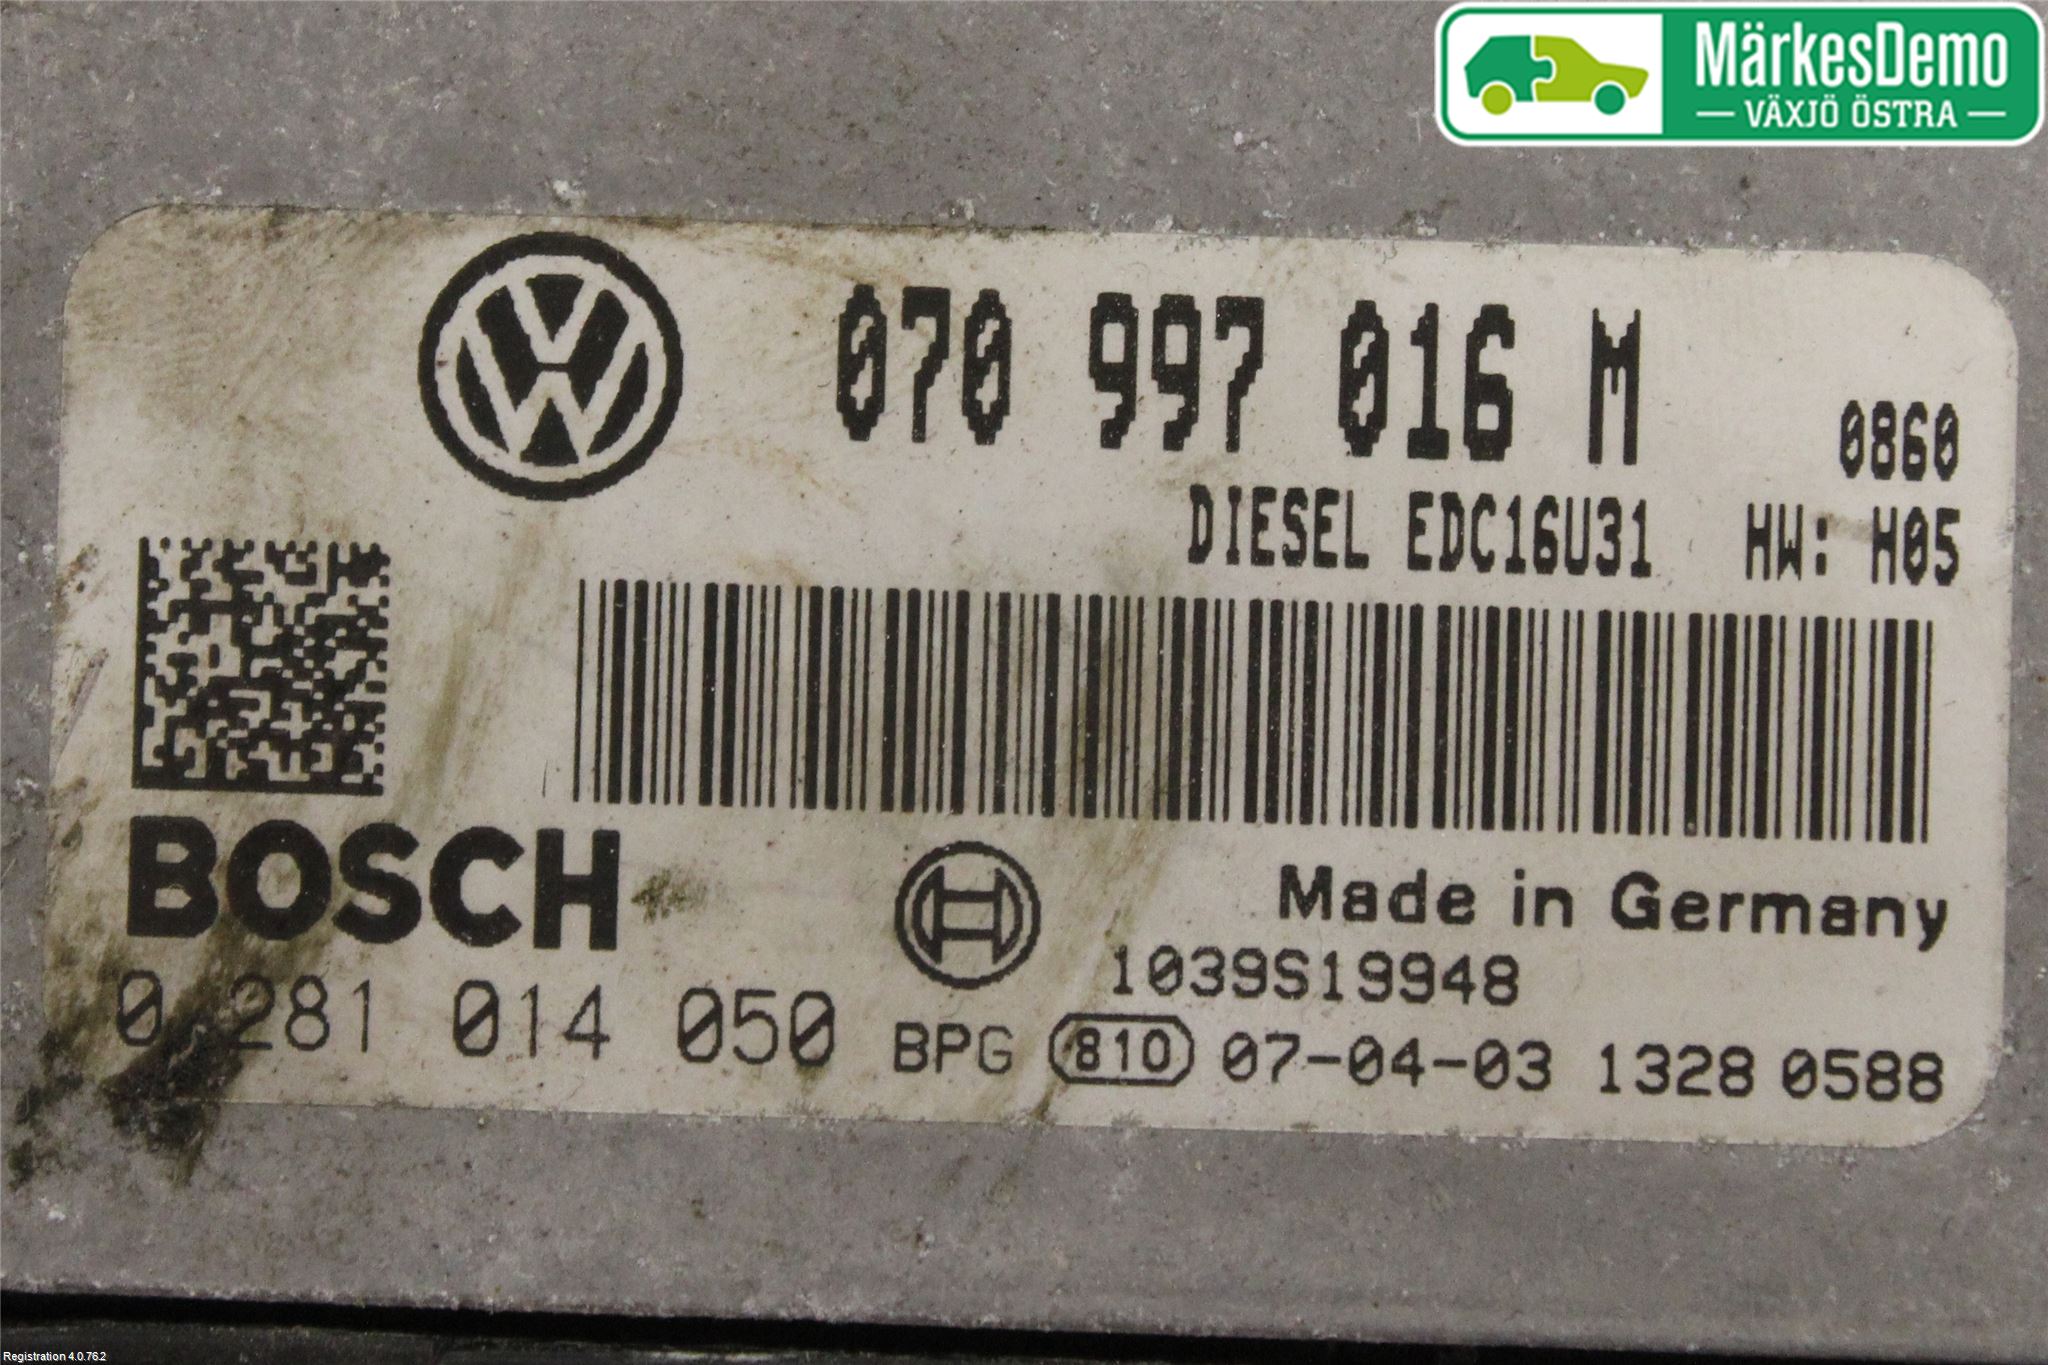 MärkesDemo
VÄXJÖ ÖSTRA
070 997 016 M
0860
DIESEL EDC16U31 HW: H05
BOSCH
Made in Germany
1039S19948
0 281 014 050 BPG 810 07-04-03 1328 0588
Registration 4.0.76.2